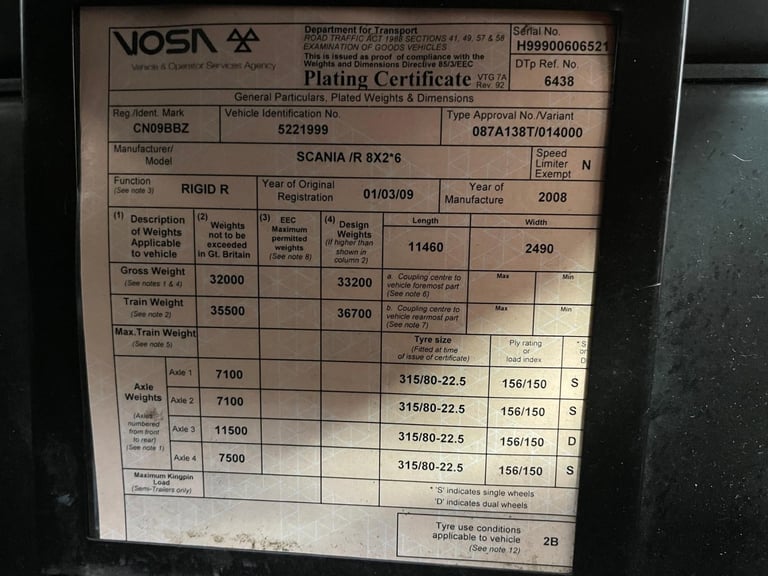 VOSA
Vehicle & Operator Services Agency
Department for Transport
ROAD TRAFFIC ACT 1988 SECTIONS 41, 49, 57 & 58
EXAMINATION OF GOODS VEHICLES
This is issued as proof of compliance with the
Weights and Dimensions Directive 85/3/EEC
Plating Certificate VTG 7A
Rev. 92
Serial No.
H99900606521
DTp Ref. No.
6438
General Particulars, Plated Weights & Dimensions
Reg./Ident. Mark
CN09BBZ
Vehicle Identification No.
5221999
Type Approval No./Variant
087A138T/014000
Manufacturer/
Model
SCANIA /R 8X2*6
Speed
Limiter
Exempt
N
Function
(See note 3)
RIGID R
Year of Original
Registration
01/03/09
Year of
Manufacture
2008
(1) Description
of Weights
Applicable
to vehicle
(2) Weights
not to be
exceeded
in Gt. Britain
(3) EEC
Maximum
permitted
weights
(See note 8)
(4) Design
Weights
(If higher than
shown in
column 2)
Length
11460
Width
2490
Gross Weight
(See notes 1 & 4)
32000
33200
a. Coupling centre to
vehicle foremost part
(See note 6)
Max
Min
Train Weight
(See note 2)
35500
36700
b. Coupling centre to
vehicle rearmost part
(See note 7)
Max
Min
Max.Train Weight
(See note 5)
Tyre size
(Fitted at time
of issue of certificate)
Ply rating
or
load index
* S
or
D
Axle
Weights
(Axles
numbered
from front
to rear)
(See note 1)
Axle 1 7100 315/80-22.5 156/150 S
Axle 2 7100 315/80-22.5 156/150 S
Axle 3 11500 315/80-22.5 156/150 D
Axle 4 7500 315/80-22.5 156/150 S
Maximum Kingpin
Load
(Semi-Trailers only)
* 'S' indicates single wheels
'D' indicates dual wheels
Tyre use conditions
applicable to vehicle
(See note 12)
2B